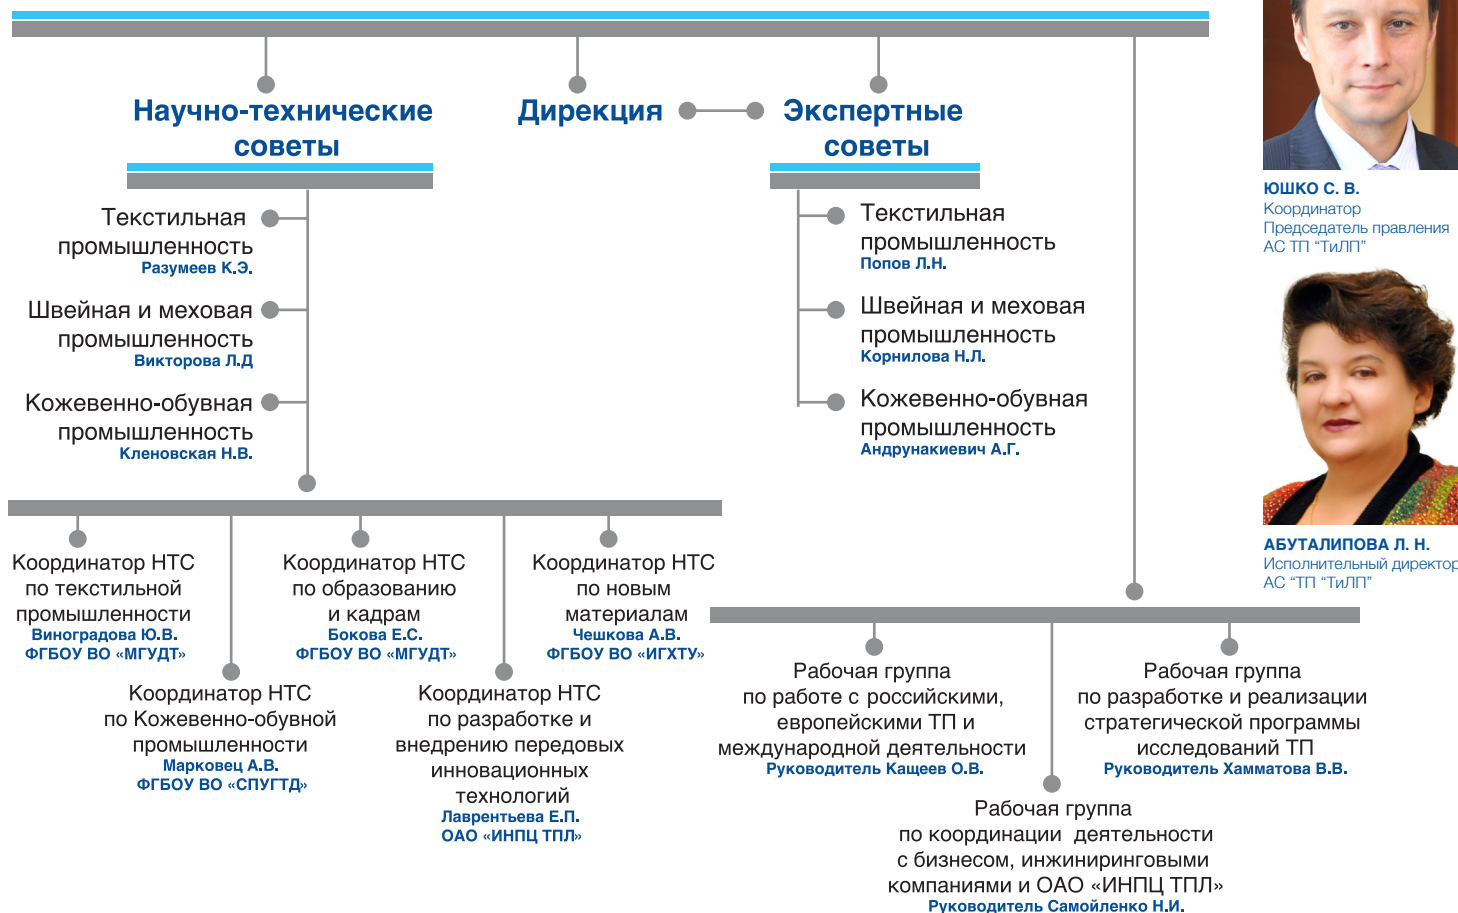 Научно-технические
советы
Дирекция
Экспертные
советы
Текстильная
промышленность
Разумеев К.Э.
Швейная и меховая
промышленность
Викторова Л.Д
Кожевенно-обувная
промышленность
Кленовская Н.В.
Текстильная
промышленность
Попов Л.Н.
Швейная и меховая
промышленность
Корнилова Н.Л.
Кожевенно-обувная
промышленность
Андрунакиевич А.Г.
ЮШКО С. В.
Координатор
Председатель правления
АС ТП “ТиЛП”
АБУТАЛИПОВА Л. Н.
Исполнительный директор
АС “ТП “ТиЛП”
Координатор НТС
по текстильной
промышленности
Виноградова Ю.В.
ФГБОУ ВО «МГУДТ»
Координатор НТС
по Кожевенно-обувной
промышленности
Марковец А.В.
ФГБОУ ВО «СПУГТД»
Координатор НТС
по образованию
и кадрам
Бокова Е.С.
ФГБОУ ВО «МГУДТ»
Координатор НТС
по разработке и
внедрению передовых
инновационных
технологий
Лаврентьева Е.П.
ОАО «ИНПЦ ТПЛ»
Координатор НТС
по новым
материалам
Чешкова А.В.
ФГБОУ ВО «ИГХТУ»
Рабочая группа
по работе с российскими,
европейскими ТП и
международной деятельности
Руководитель Кащеев О.В.
Рабочая группа
по координации деятельности
с бизнесом, инжиниринговыми
компаниями и ОАО «ИНПЦ ТПЛ»
Руководитель Самойленко Н.И.
Рабочая группа
по разработке и реализации
стратегической программы
исследований ТП
Руководитель Хамматова В.В.